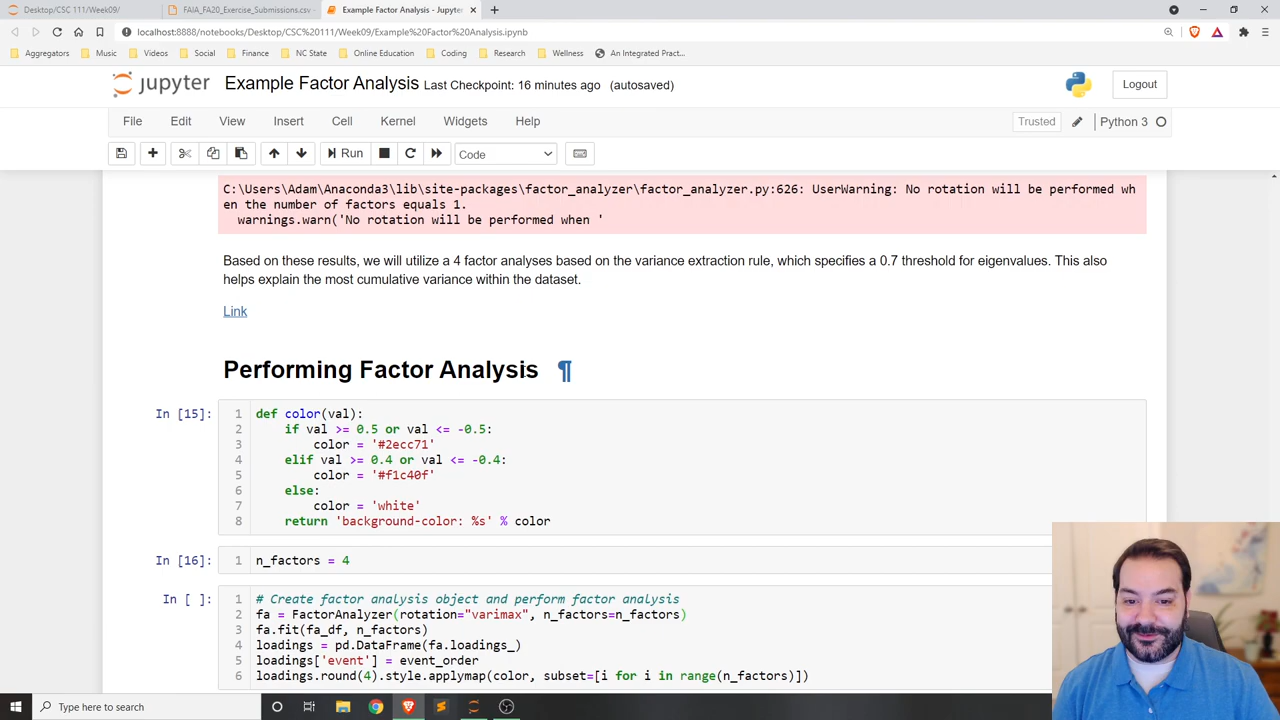 Desktop/CSC 111/Week09/
FAIA_FA20_Exercise_Submissions.csv -
Example Factor Analysis - Jupyter
localhost:8888/notebooks/Desktop/CSC%20111/Week09/Example%20Factor%20Analysis.ipynb
Aggregators Music Videos Social Finance NC State Online Education Coding Research Wellness An Integrated Pract...
jupyter Example Factor Analysis Last Checkpoint: 16 minutes ago (autosaved)
Logout
File Edit View Insert Cell Kernel Widgets Help
Trusted Python 3
Run Code
C:\Users\Adam\Anaconda3\lib\site-packages\factor_analyzer\factor_analyzer.py:626: UserWarning: No rotation will be performed wh
en the number of factors equals 1.
warnings.warn('No rotation will be performed when '
Based on these results, we will utilize a 4 factor analyses based on the variance extraction rule, which specifies a 0.7 threshold for eigenvalues. This also
helps explain the most cumulative variance within the dataset.
Link
Performing Factor Analysis ¶
In [15]:
1 def color(val):
2 if val >= 0.5 or val <= -0.5:
3 color = '#2ecc71'
4 elif val >= 0.4 or val <= -0.4:
5 color = '#f1c40f'
6 else:
7 color = 'white'
8 return 'background-color: %s' % color
In [16]:
1 n_factors = 4
In [ ]:
1 # Create factor analysis object and perform factor analysis
2 fa = FactorAnalyzer(rotation="varimax", n_factors=n_factors)
3 fa.fit(fa_df, n_factors)
4 loadings = pd.DataFrame(fa.loadings_)
5 loadings['event'] = event_order
6 loadings.round(4).style.applymap(color, subset=[i for i in range(n_factors)])
Type here to search